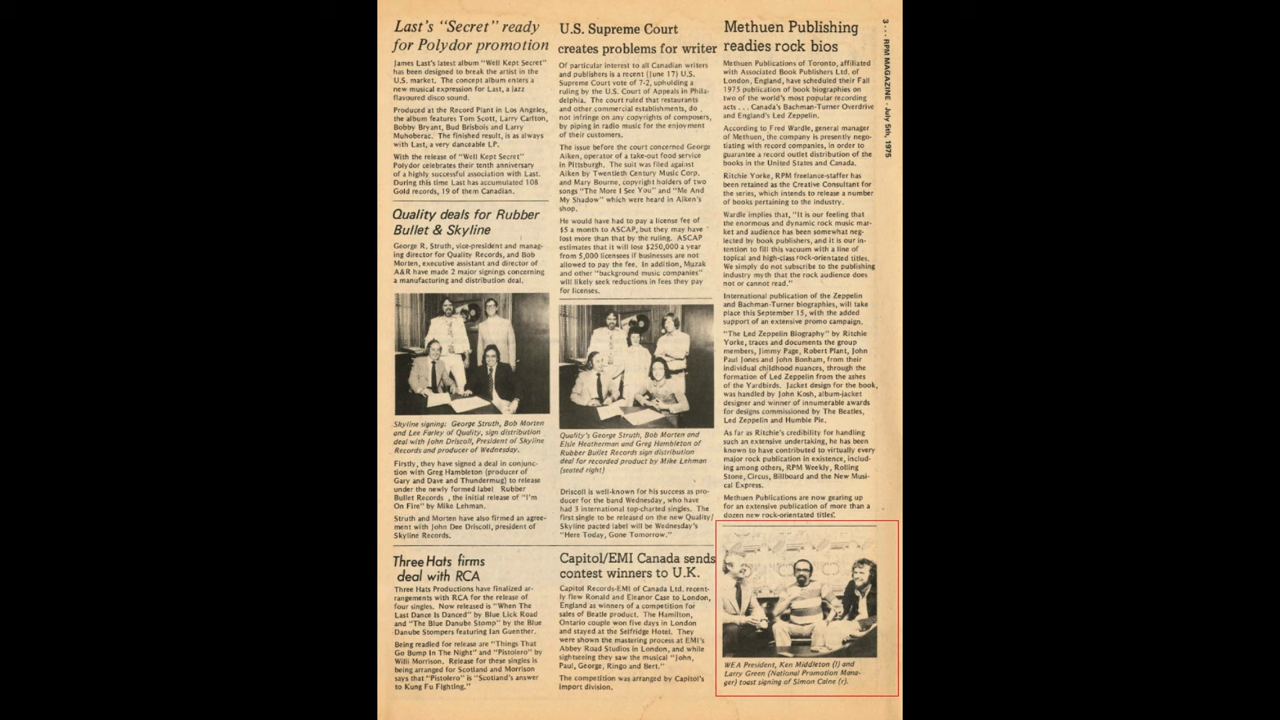 Last's "Secret" ready
for Polydor promotion
James Last's latest album "Well Kept Secret"
has been designed to break the artist in the
U.S. market. The concept album enters a
new musical expression for Last, a jazz
flavoured disco sound.
Produced at the Record Plant in Los Angeles,
the album features Tom Scott, Larry Carlton,
Bobby Bryant, Bud Brisbois and Larry
Muhoberac. The finished result, is as always
with Last, a very danceable LP.
With the release of "Well Kept Secret"
Polydor celebrates their tenth anniversary
of a highly successful association with Last.
During this time Last has accumulated 108
Gold records, 19 of them Canadian.
Quality deals for Rubber
Bullet & Skyline
George R. Struth, vice-president and manag-
ing director for Quality Records, and Bob
Morten, executive assistant and director of
A&R have made 2 major signings concerning
a manufacturing and distribution deal.
Skyline signing: George Struth, Bob Morten
and Lee Farley of Quality, sign distribution
deal with John Driscoll, President of Skyline
Records and producer of Wednesday.
Firstly, they have signed a deal in conjunc-
tion with Greg Hambleton (producer of
Gary and Dave and Thundermug) to release
under the newly formed label Rubber
Bullet Records , the initial release of "I'm
On Fire" by Mike Lehman.
Struth and Morten have also firmed an agree-
ment with John Dee Driscoll, president of
Skyline Records.
Three Hats firms
deal with RCA
Three Hats Productions have finalized ar-
rangements with RCA for the release of
four singles. Now released is "When The
Last Dance Is Danced" by Blue Lick Road
and "The Blue Danube Stomp" by the Blue
Danube Stompers featuring Ian Guenther.
Being readied for release are "Things That
Go Bump In The Night" and "Pistolero" by
Willi Morrison. Release for these singles is
being arranged for Scotland and Morrison
says that "Pistolero" is "Scotland's answer
to Kung Fu Fighting."
U.S. Supreme Court
creates problems for writer
Of particular interest to all Canadian writers
and publishers is a recent (June 17) U.S.
Supreme Court vote of 7-2, upholding a
ruling by the U.S. Court of Appeals in Phila-
delphia. The court ruled that restaurants
and other commercial establishments, do
not infringe on any copyrights of composers,
by piping in radio music for the enjoyment
of their customers.
The issue before the court concerned George
Aiken, operator of a take-out food service
in Pittsburgh. The suit was filed against
Aiken by Twentieth Century Music Corp.
and Mary Bourne, copyright holders of two
songs "The More I See You" and "Me And
My Shadow" which were heard in Aiken's
shop.
He would have had to pay a license fee of
$5 a month to ASCAP, but they may have
lost more than that by the ruling. ASCAP
estimates that it will lose $250,000 a year
from 5,000 licensees if businesses are not
allowed to pay the fee. In addition, Muzak
and other "background music companies"
will likely seek reductions in fees they pay
for licenses.
Quality's George Struth, Bob Morten and
Elsie Heatherman and Greg Hambleton of
Rubber Bullet Records sign distribution
deal for recorded product by Mike Lehman
(seated right)
Driscoll is well-known for his success as pro-
ducer for the band Wednesday, who have
had 3 international top-charted singles. The
first single to be released on the new Quality/
Skyline pacted label will be Wednesday's
"Here Today, Gone Tomorrow."
Capitol/EMI Canada sends
contest winners to U.K.
Capitol Records-EMI of Canada Ltd. recent-
ly flew Ronald and Eleanor Case to London,
England as winners of a competition for
sales of Beatle product. The Hamilton,
Ontario couple won five days in London
and stayed at the Selfridge Hotel. They
were shown the mastering process at EMI's
Abbey Road Studios in London, and while
sightseeing they saw the musical "John,
Paul, George, Ringo and Bert."
The competition was arranged by Capitol's
import division.
Methuen Publishing
readies rock bios
Methuen Publications of Toronto, affiliated
with Associated Book Publishers Ltd. of
London, England, have scheduled their Fall
1975 publication of book biographies on
two of the world's most popular recording
acts . . . Canada's Bachman-Turner Overdrive
and England's Led Zeppelin.
According to Fred Wardle, general manager
of Methuen, the company is presently nego-
tiating with record companies, in order to
guarantee a record outlet distribution of the
books in the United States and Canada.
Ritchie Yorke, RPM freelance-staffer has
been retained as the Creative Consultant for
the series, which intends to release a number
of books pertaining to the industry.
Wardle implies that, "It is our feeling that
the enormous and dynamic rock music mar-
ket and audience has been somewhat neg-
lected by book publishers, and it is our in-
tention to fill this vacuum with a line of
topical and high-class rock-orientated titles.
We simply do not subscribe to the publishing
industry myth that the rock audience does
not or cannot read."
International publication of the Zeppelin
and Bachman-Turner biographies, will take
place this September 15, with the added
support of an extensive promo campaign.
"The Led Zeppelin Biography" by Ritchie
Yorke, traces and documents the group
members, Jimmy Page, Robert Plant, John
Paul Jones and John Bonham, from their
individual childhood nuances, through the
formation of Led Zeppelin from the ashes
of the Yardbirds. Jacket design for the book,
was handled by John Kosh, album-jacket
designer and winner of innumerable awards
for designs commissioned by The Beatles,
Led Zeppelin and Humble Pie.
As far as Ritchie's credibility for handling
such an extensive undertaking, he has been
known to have contributed to virtually every
major rock publication in existence, includ-
ing among others, RPM Weekly, Rolling
Stone, Circus, Billboard and the New Musi-
cal Express.
Methuen Publications are now gearing up
for an extensive publication of more than a
dozen new rock-orientated titles.
WEA President, Ken Middleton (l) and
Larry Green (National Promotion Mana-
ger) toast signing of Simon Caine (r).
3 - - - RPM MAGAZINE - July 5th, 1975